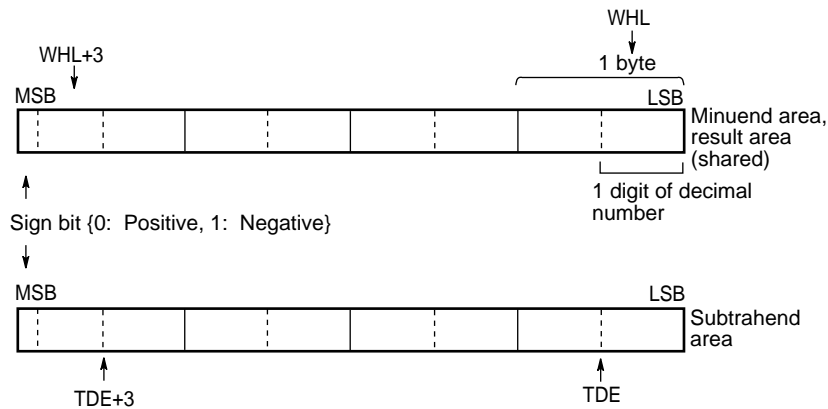 WHL
WHL+3
1 byte
MSB
LSB
Minuend area,
result area
(shared)
1 digit of decimal
number
Sign bit {0: Positive, 1: Negative}
MSB
LSB
Subtrahend
area
TDE+3
TDE